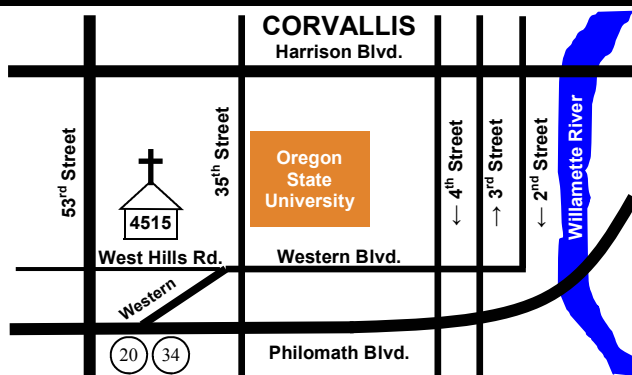 CORVALLIS
Harrison Blvd.
53rd Street
35th Street
Oregon
State
University
← 4th Street
→ 3rd Street
← 2nd Street
Willamette River
4515
West Hills Rd.
Western Blvd.
Western
20
34
Philomath Blvd.